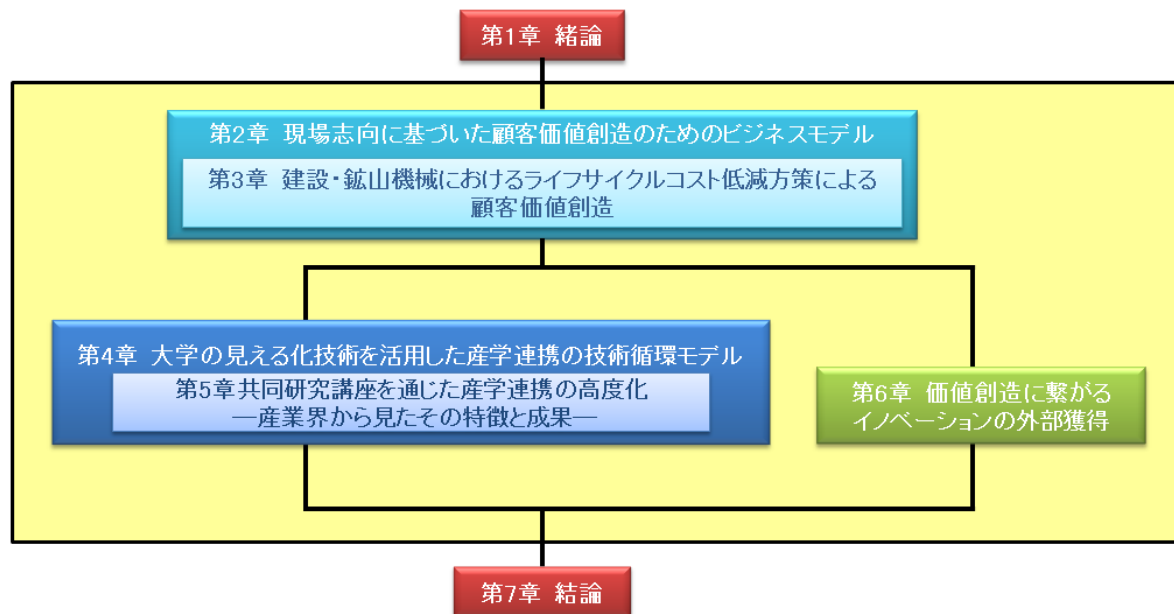 第1章 緒論
第2章 現場志向に基づいた顧客価値創造のためのビジネスモデル
第3章 建設・鉱山機械におけるライフサイクルコスト低減方策による
顧客価値創造
第4章 大学の見える化技術を活用した産学連携の技術循環モデル
第5章共同研究講座を通じた産学連携の高度化
―産業界から見たその特徴と成果―
第6章 価値創造に繋がる
イノベーションの外部獲得
第7章 結論